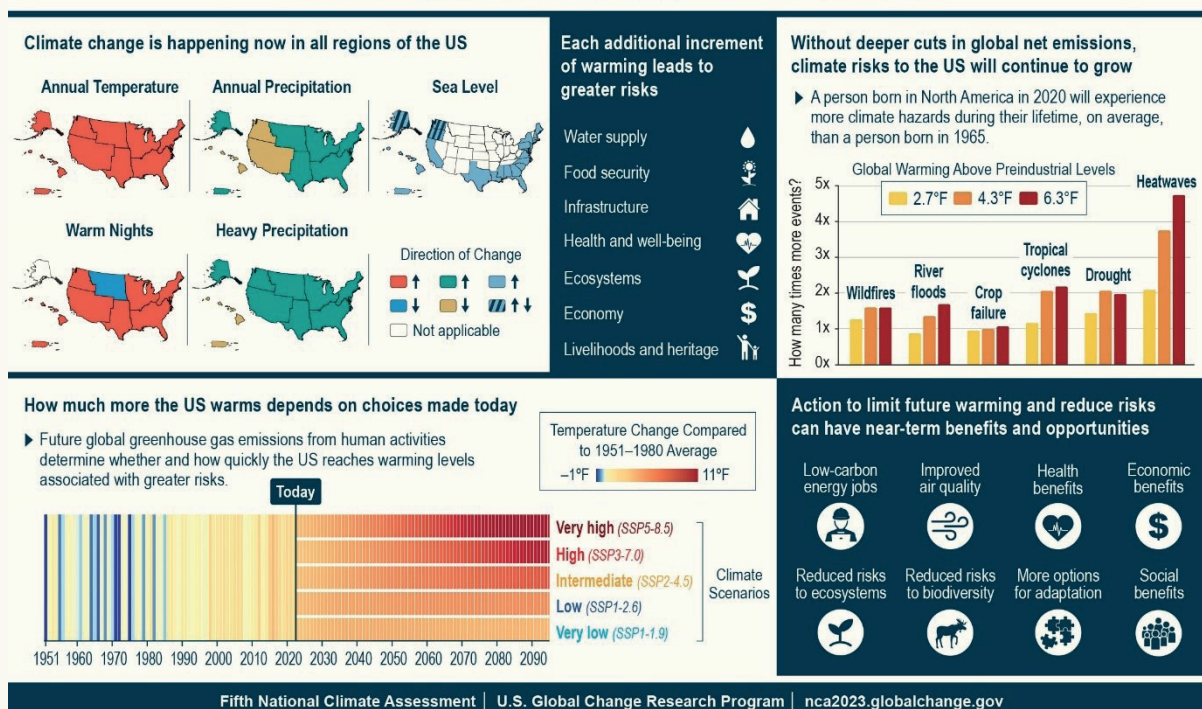 Climate change is happening now in all regions of the US
Annual Temperature
Annual Precipitation
Sea Level
Warm Nights
Heavy Precipitation
Direction of Change
↑ ↑ ↑
↓ ↓ ↑↓
Not applicable
Each additional increment
of warming leads to
greater risks
Water supply
Food security
Infrastructure
Health and well-being
Ecosystems
Economy
$
Livelihoods and heritage
Without deeper cuts in global net emissions,
climate risks to the US will continue to grow
A person born in North America in 2020 will experience
more climate hazards during their lifetime, on average,
than a person born in 1965.
Global Warming Above Preindustrial Levels
2.7°F 4.3°F 6.3°F
How many times more events?
5x
4x
3x
2x
1x
0x
Wildfires
River
floods
Crop
failure
Tropical
cyclones
Drought
Heatwaves
How much more the US warms depends on choices made today
Future global greenhouse gas emissions from human activities
determine whether and how quickly the US reaches warming levels
associated with greater risks.
Temperature Change Compared
to 1951–1980 Average
–1°F 11°F
Today
Very high (SSP5-8.5)
High (SSP3-7.0)
Intermediate (SSP2-4.5)
Low (SSP1-2.6)
Very low (SSP1-1.9)
Climate
Scenarios
1951 1960 1970 1980 1990 2000 2010 2020 2030 2040 2050 2060 2070 2080 2090
Action to limit future warming and reduce risks
can have near-term benefits and opportunities
Low-carbon
energy jobs
Improved
air quality
Health
benefits
Economic
benefits
$
Reduced risks
to ecosystems
Reduced risks
to biodiversity
More options
for adaptation
Social
benefits
Fifth National Climate Assessment | U.S. Global Change Research Program | nca2023.globalchange.gov